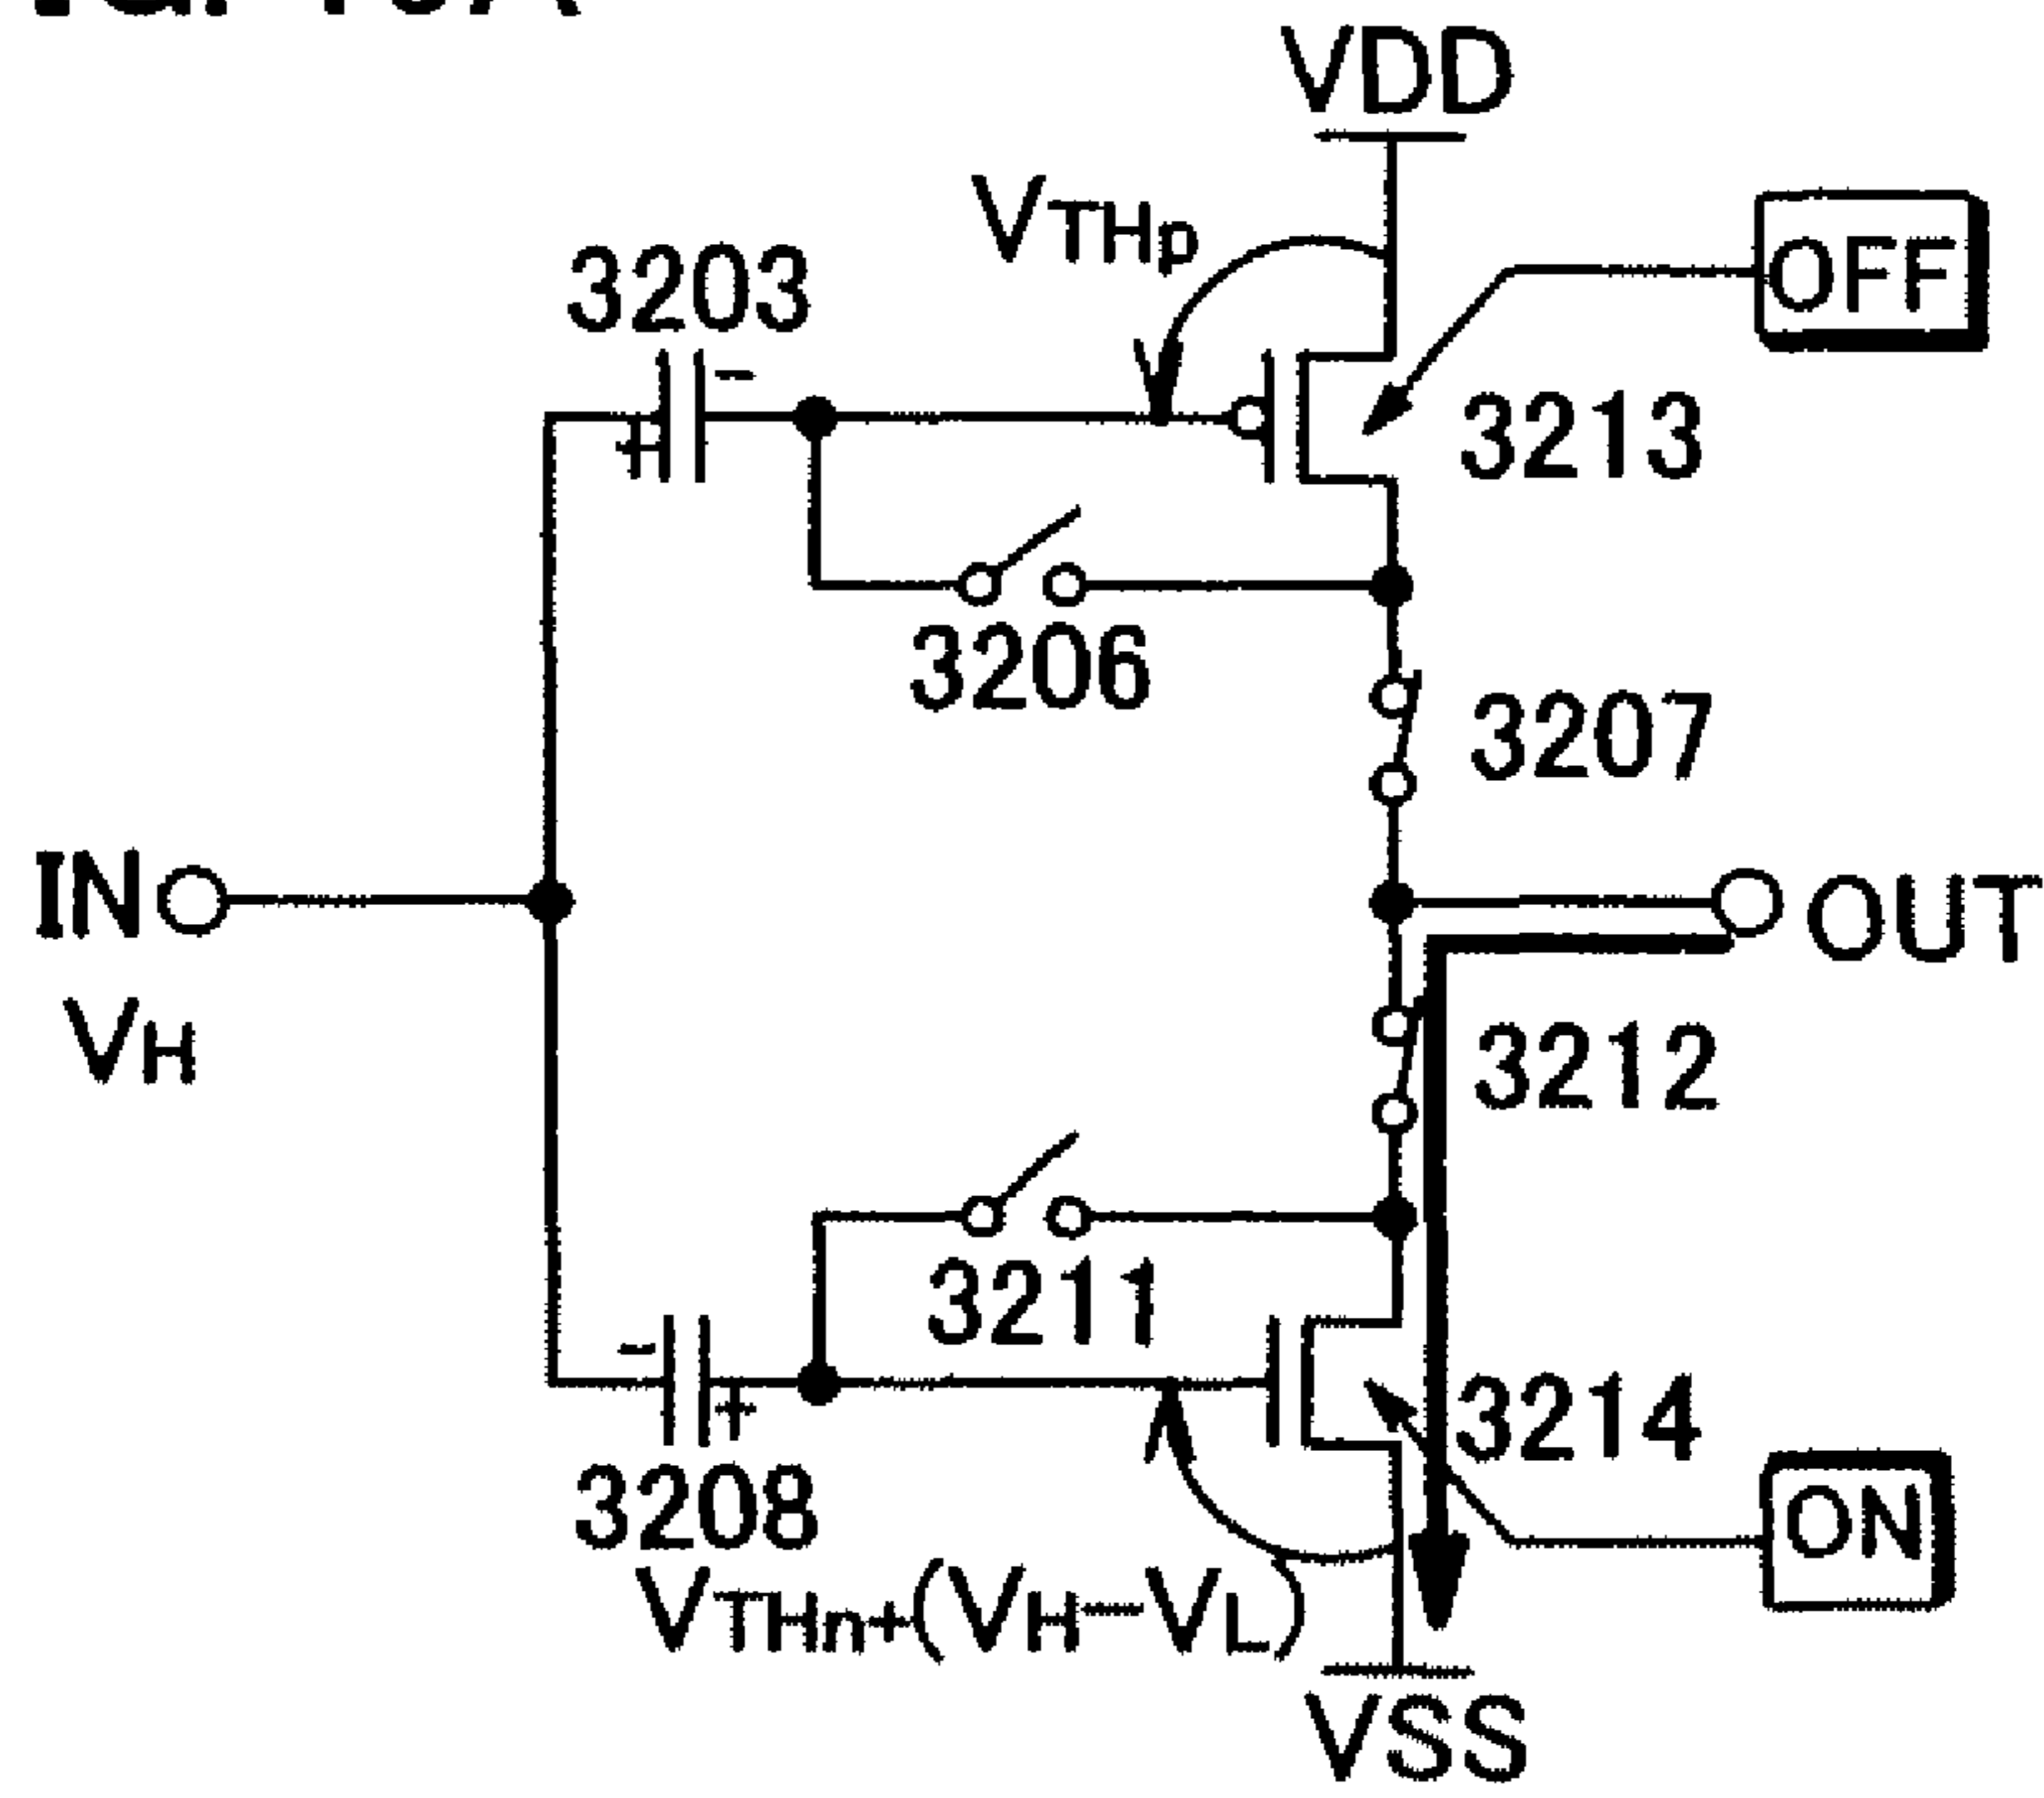 VDD
VTHp
OFF
3203
3213
3206
3207
IN
OUT
VH
3212
3211
3214
3208
ON
VTHn+(VH-VL)
VSS